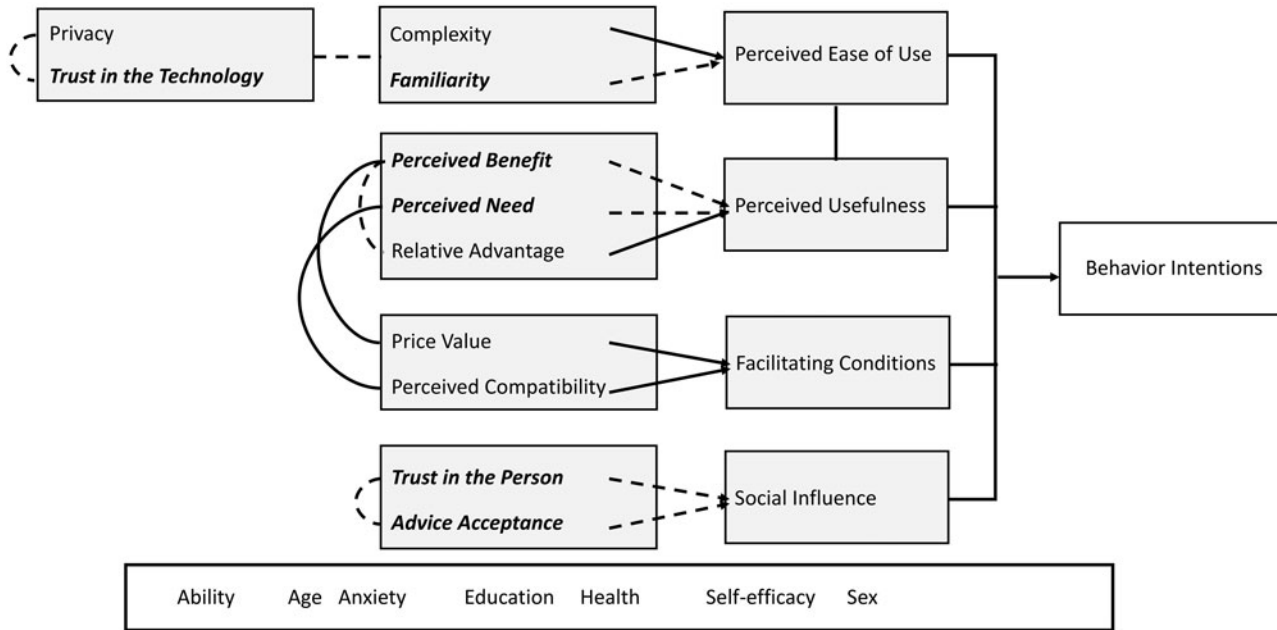 Privacy
Trust in the Technology
Complexity
Familiarity
Perceived Ease of Use
Perceived Benefit
Perceived Need
Relative Advantage
Perceived Usefulness
Behavior Intentions
Price Value
Perceived Compatibility
Facilitating Conditions
Trust in the Person
Advice Acceptance
Social Influence
Ability Age Anxiety Education Health Self-efficacy Sex